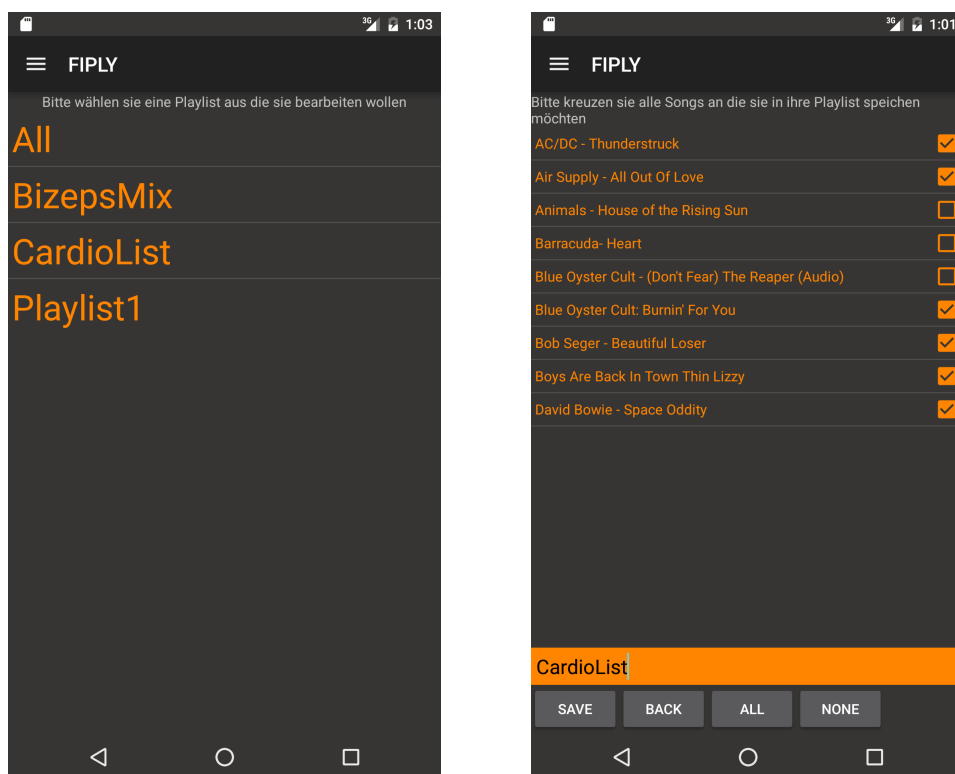 3G 1:03
FIPLY
Bitte wählen sie eine Playlist aus die sie bearbeiten wollen
All
BizepsMix
CardioList
Playlist1
3G 1:01
FIPLY
Bitte kreuzen sie alle Songs an die sie in ihre Playlist speichen
möchten
AC/DC - Thunderstruck
Air Supply - All Out Of Love
Animals - House of the Rising Sun
Barracuda- Heart
Blue Oyster Cult - (Don't Fear) The Reaper (Audio)
Blue Oyster Cult: Burnin' For You
Bob Seger - Beautiful Loser
Boys Are Back In Town Thin Lizzy
David Bowie - Space Oddity
CardioList
SAVE BACK ALL NONE